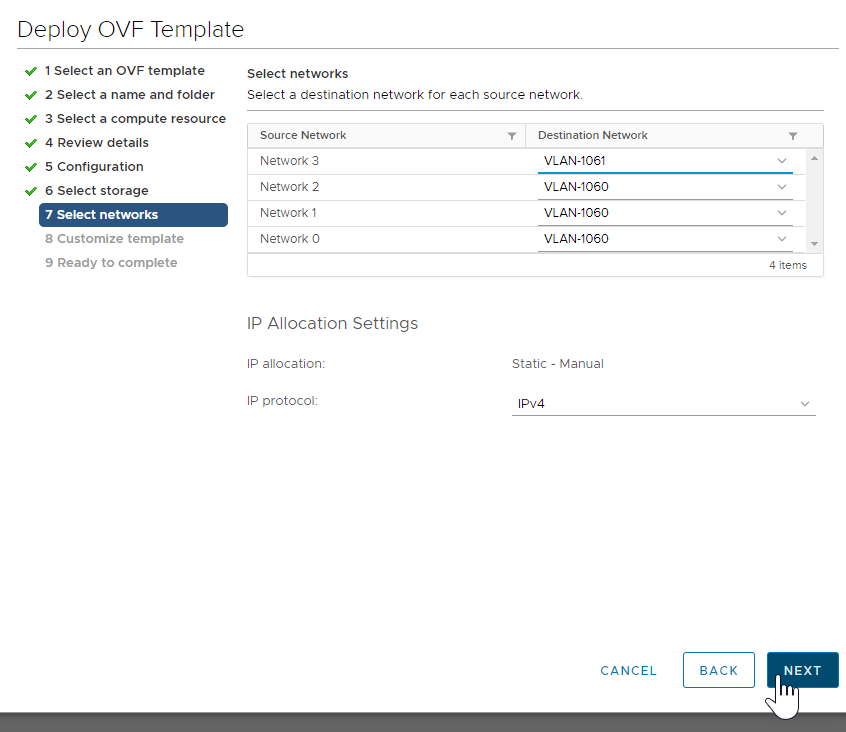 Deploy OVF Template
1 Select an OVF template
2 Select a name and folder
3 Select a compute resource
4 Review details
5 Configuration
6 Select storage
7 Select networks
8 Customize template
9 Ready to complete
Select networks
Select a destination network for each source network.
Source Network Destination Network
Network 3 VLAN-1061
Network 2 VLAN-1060
Network 1 VLAN-1060
Network 0 VLAN-1060
4 items
IP Allocation Settings
IP allocation: Static - Manual
IP protocol: IPv4
CANCEL BACK NEXT